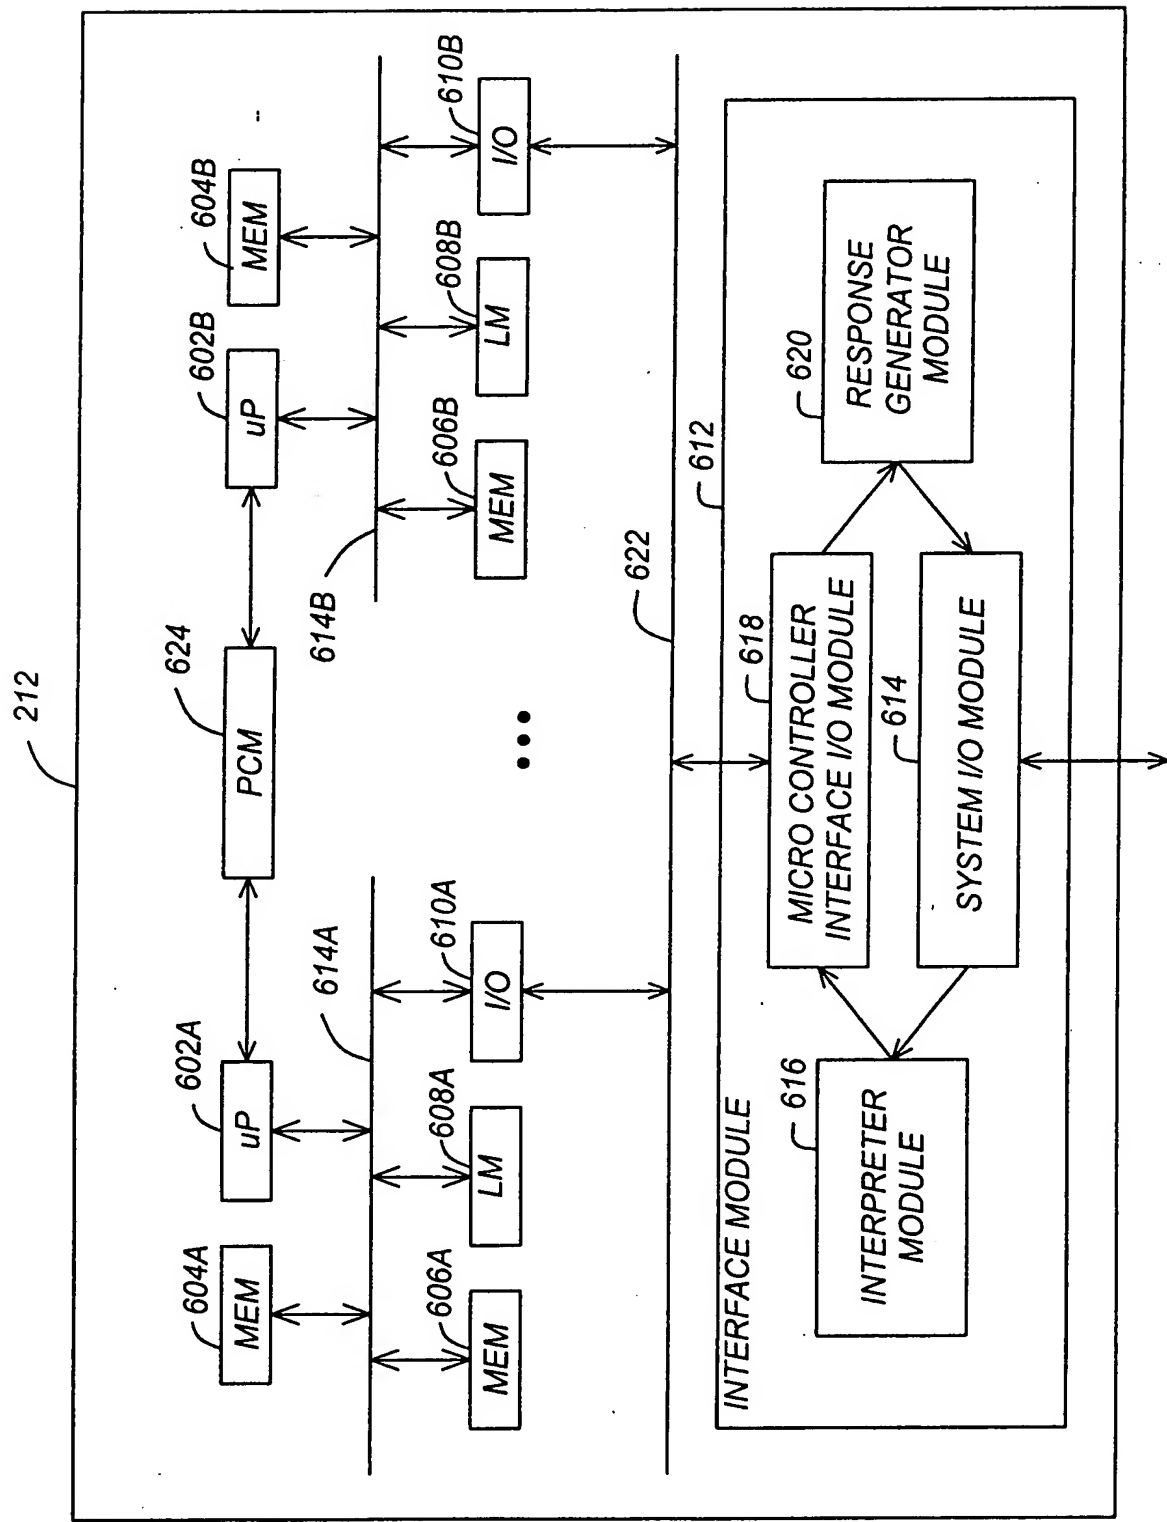 212
604A
602A
624
602B
604B
MEM
uP
PCM
uP
MEM
614A
614B
606A
608A
610A
606B
608B
610B
MEM
LM
I/O
MEM
LM
I/O
622
612
INTERFACE MODULE
618
MICRO CONTROLLER
INTERFACE I/O MODULE
616
INTERPRETER
MODULE
620
RESPONSE
GENERATOR
MODULE
614
SYSTEM I/O MODULE